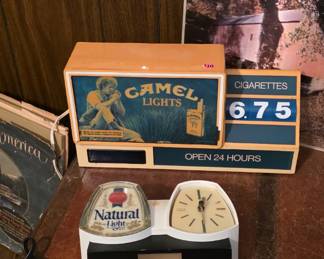 CAMEL
LIGHTS
CIGARETTES
6.75
OPEN 24 HOURS
Natural
Light
America